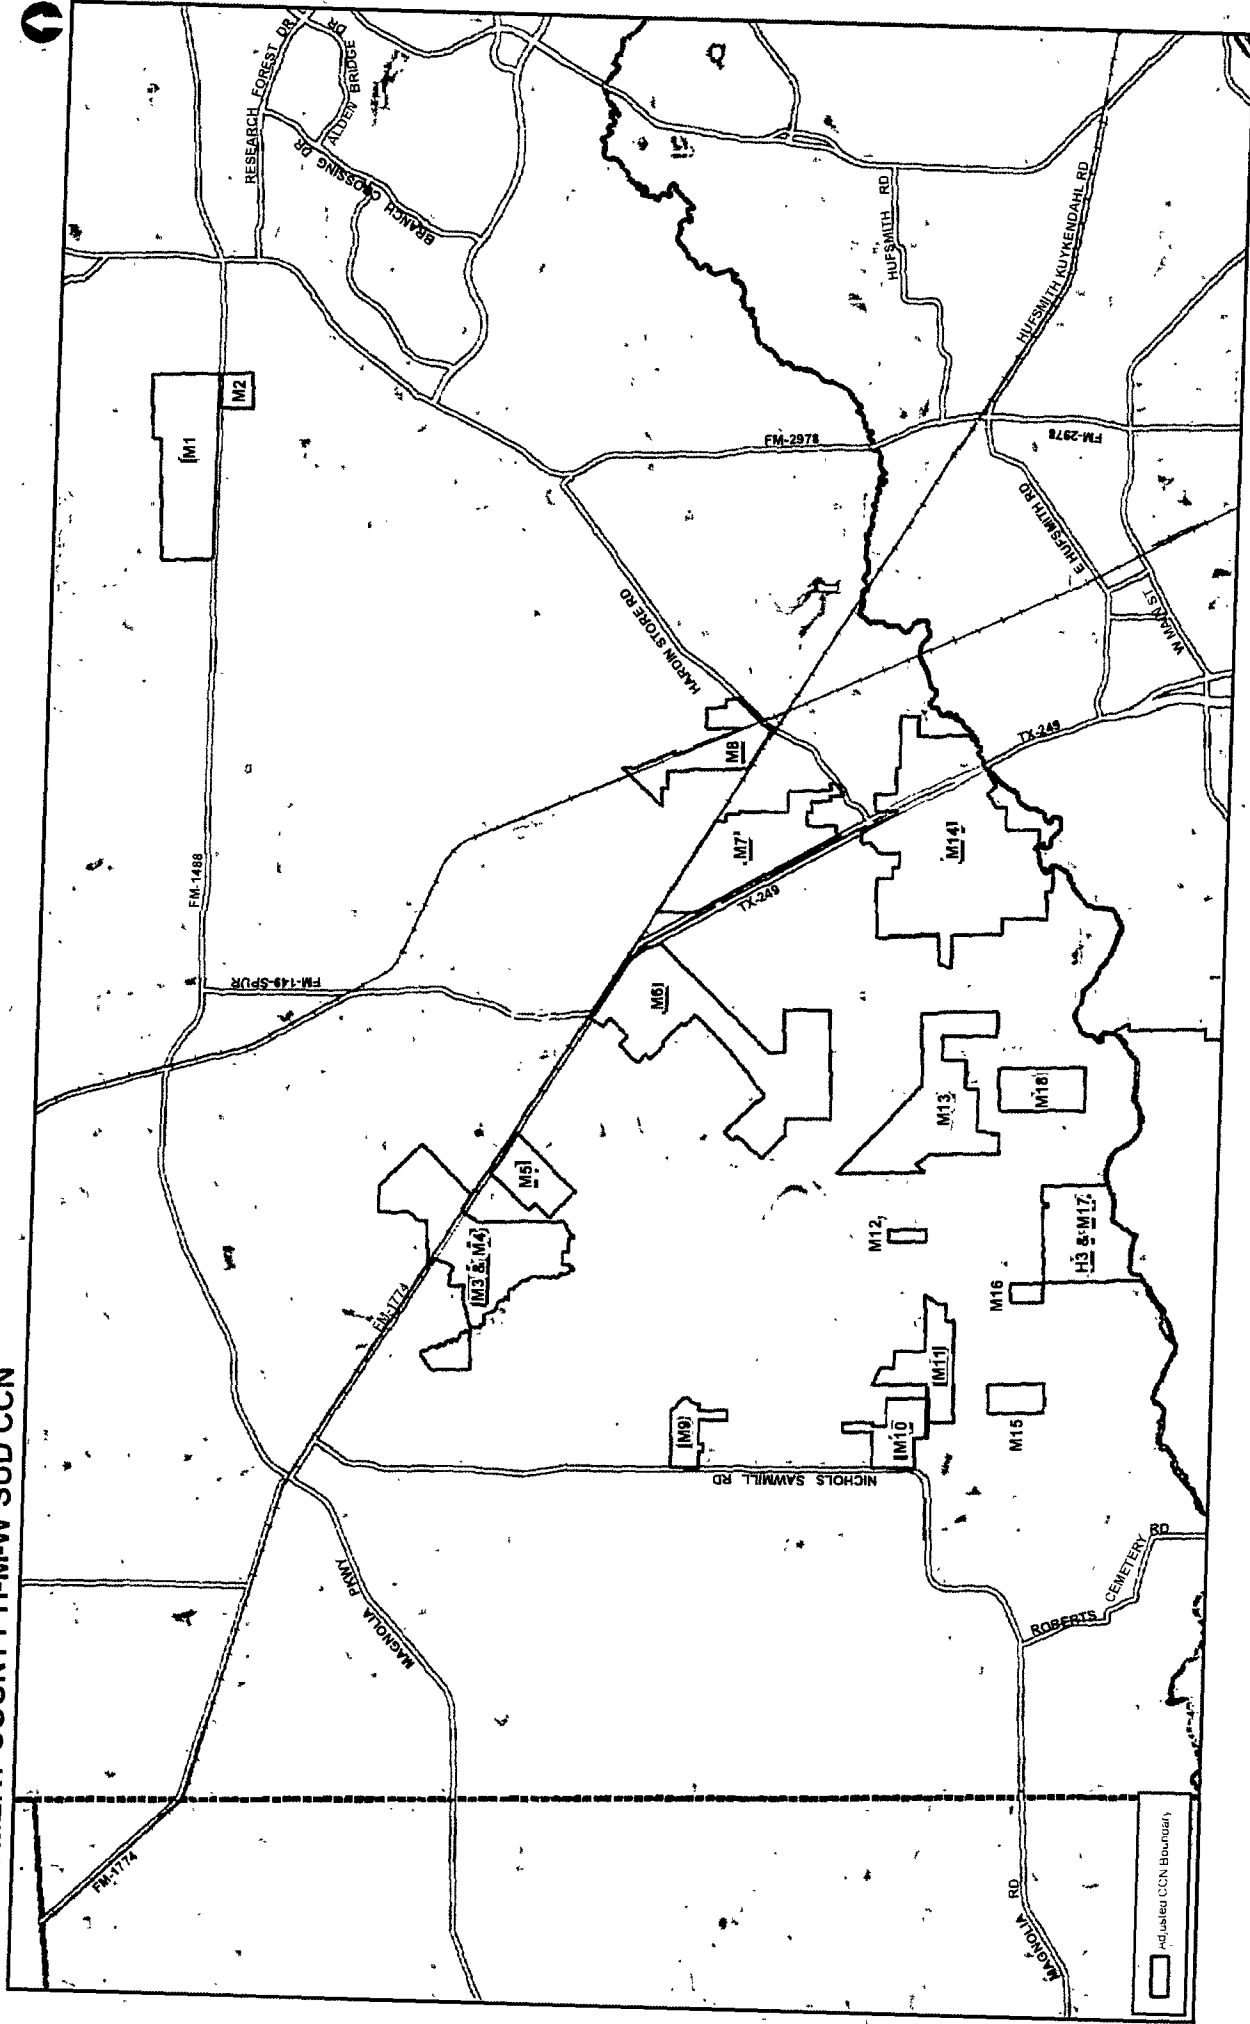 COUNTY H-M-W SUD CCN
FM-1774
MAGNOLIA PKWY
FM-1774
FM-1488
FM-149-SPUR
RESEARCH FOREST DR
ALDEN BRIDGE DR
BRANCH CROSSING DR
M1
M2
M3 & M4
M5
M6
M7
M8
HARDIN STORE RD
FM-2978
HUFSMITH RD
HUFSMITH KUYKENDAHL RD
FM-2978
E HUFSMITH RD
W MAIN ST
TX-249
TX-249
M14
NICHOLS SAWMILL RD
M9
M10
M11
M12
M13
M15
M16
H3 & M17
M18
ROBERTS CEMETERY RD
MAGNOLIA RD
Adjusted CCN Boundary